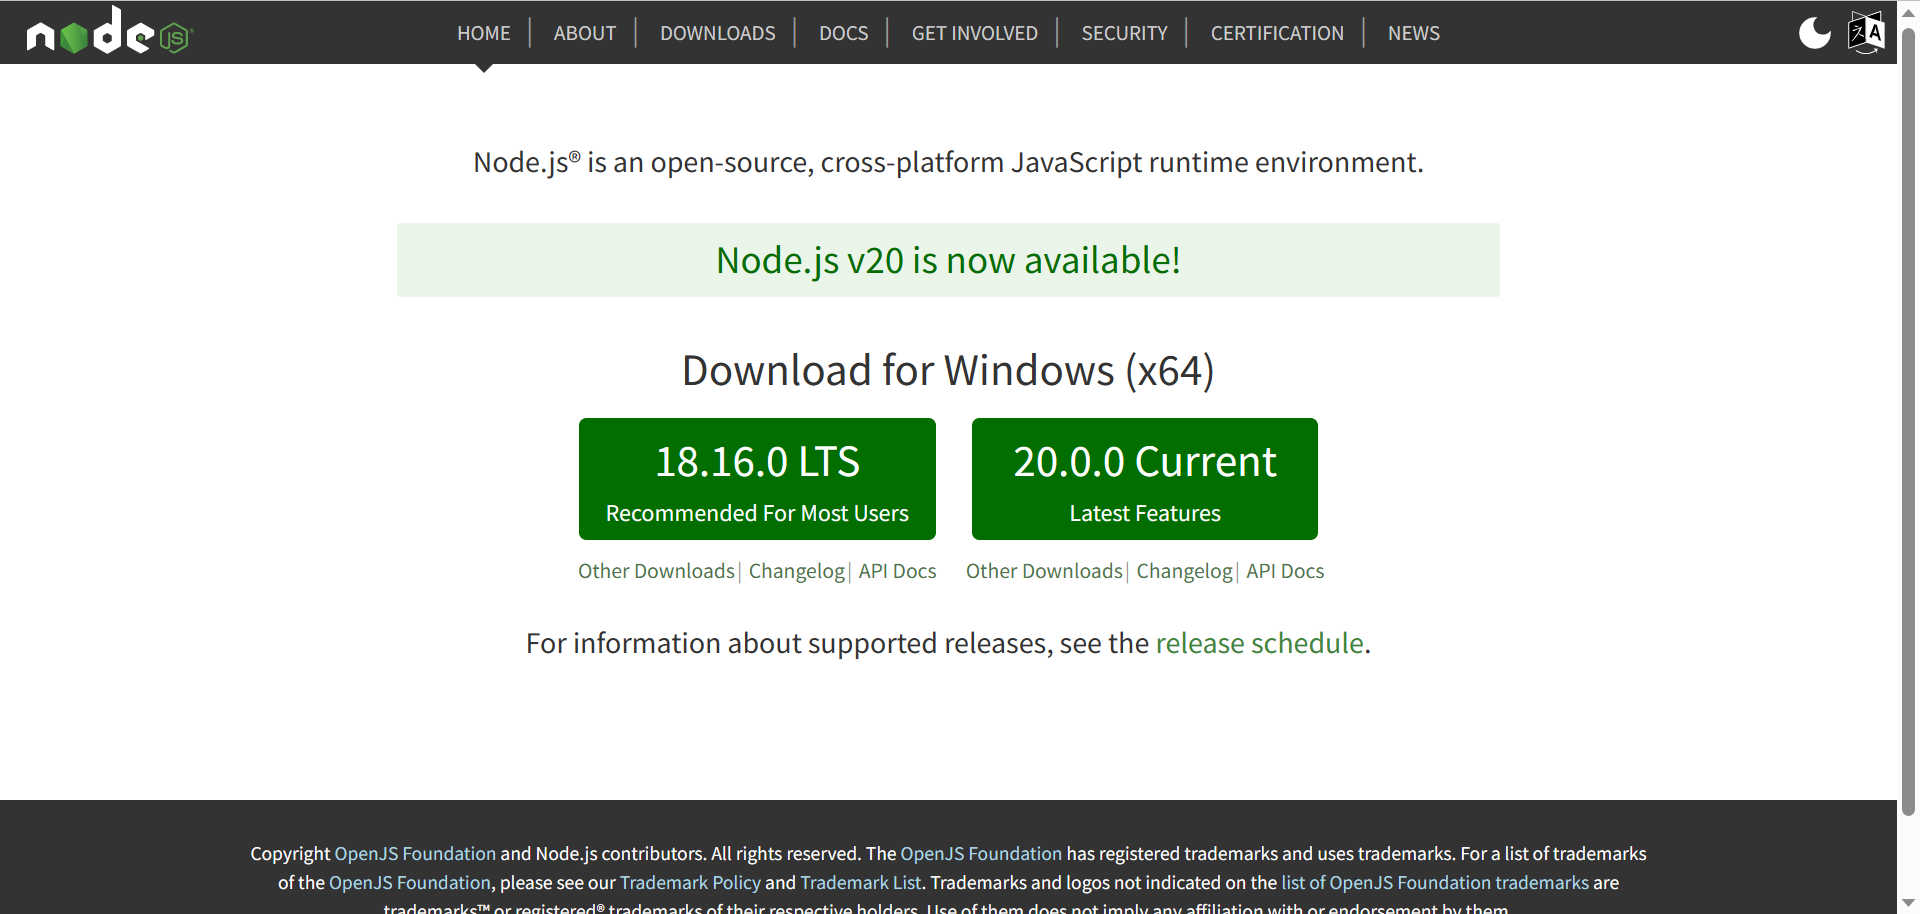 node JS
HOME | ABOUT | DOWNLOADS | DOCS | GET INVOLVED | SECURITY | CERTIFICATION | NEWS
Node.js® is an open-source, cross-platform JavaScript runtime environment.
Node.js v20 is now available!
Download for Windows (x64)
18.16.0 LTS
Recommended For Most Users
20.0.0 Current
Latest Features
Other Downloads | Changelog | API Docs
Other Downloads | Changelog | API Docs
For information about supported releases, see the release schedule.
Copyright OpenJS Foundation and Node.js contributors. All rights reserved. The OpenJS Foundation has registered trademarks and uses trademarks. For a list of trademarks
of the OpenJS Foundation, please see our Trademark Policy and Trademark List. Trademarks and logos not indicated on the list of OpenJS Foundation trademarks are
trademarks™ or registered® trademarks of their respective holders. Use of them does not imply any affiliation with or endorsement by them.